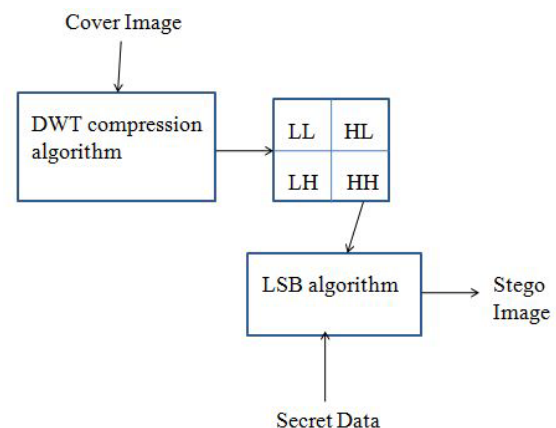 Cover Image
DWT compression
algorithm
LL HL
LH HH
LSB algorithm
Stego
Image
Secret Data